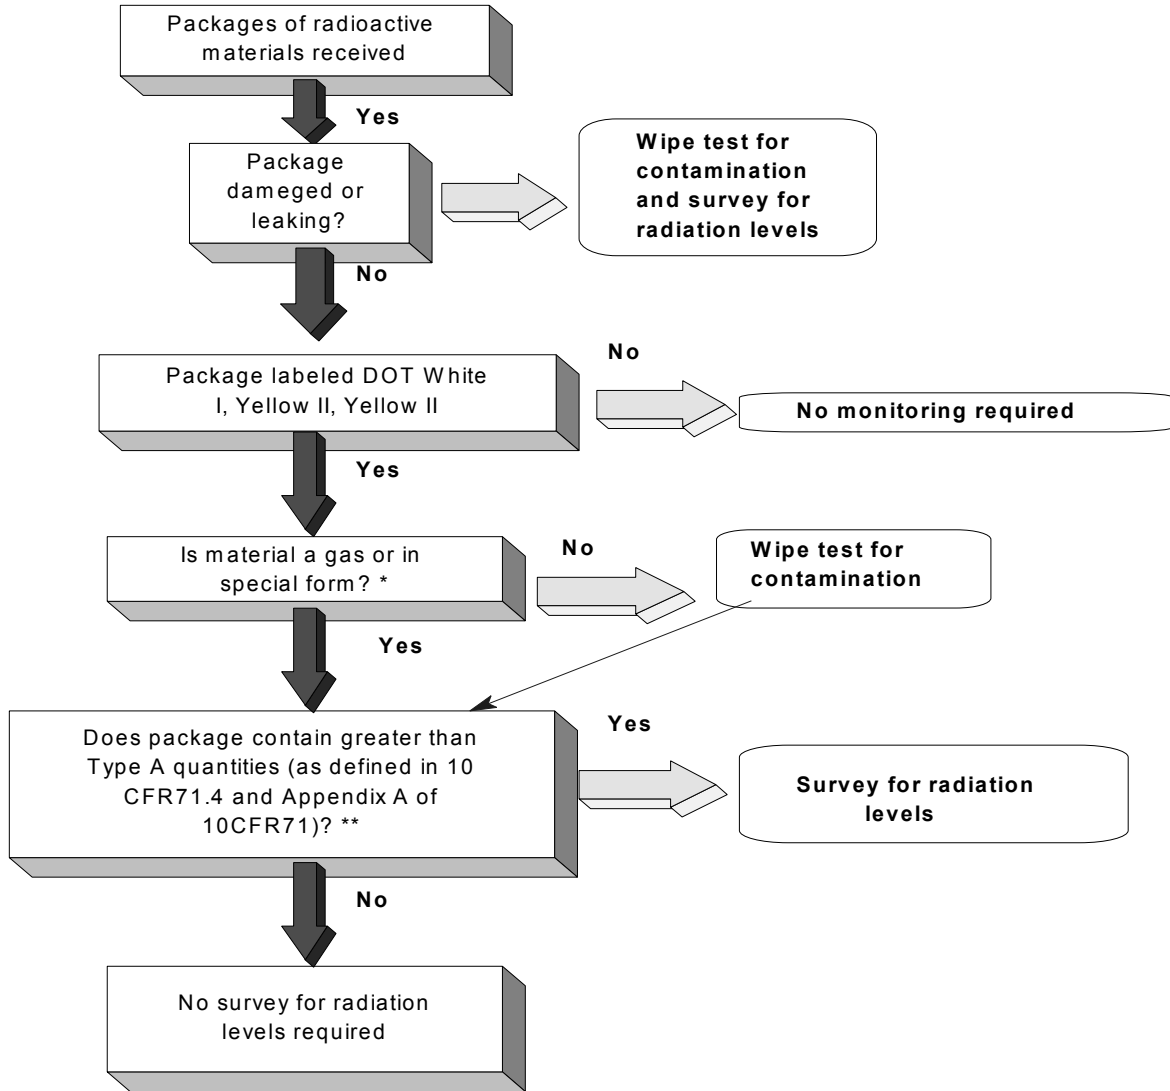 Packages of radioactive
materials received
Yes
Package
dameged or
leaking?
Wipe test for
contamination
and survey for
radiation levels
No
Package labeled DOT White
I, Yellow II, Yellow II
No
No monitoring required
Yes
Is material a gas or in
special form? *
No
Wipe test for
contamination
Yes
Does package contain greater than
Type A quantities (as defined in 10
CFR71.4 and Appendix A of
10CFR71)? **
Yes
Survey for radiation
levels
No
No survey for radiation
levels required